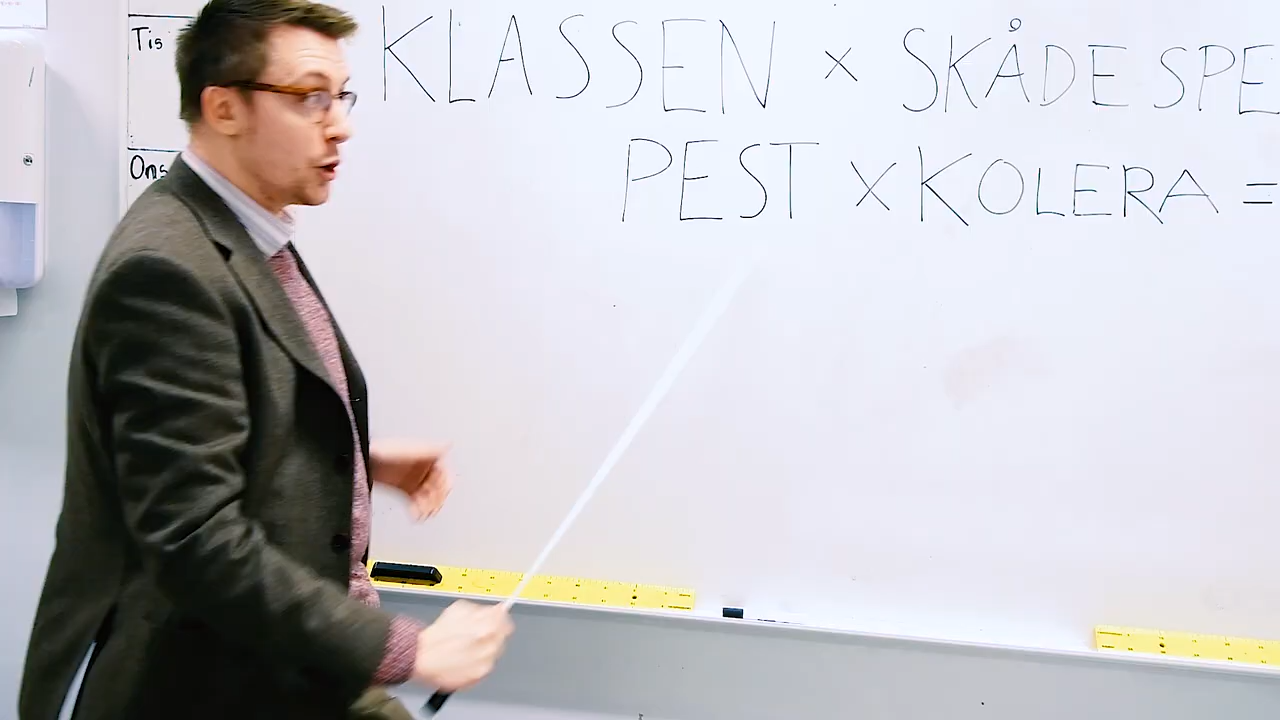 Tis
KLASSEN x SKÅDESPE
Ons
PEST x KOLERA =